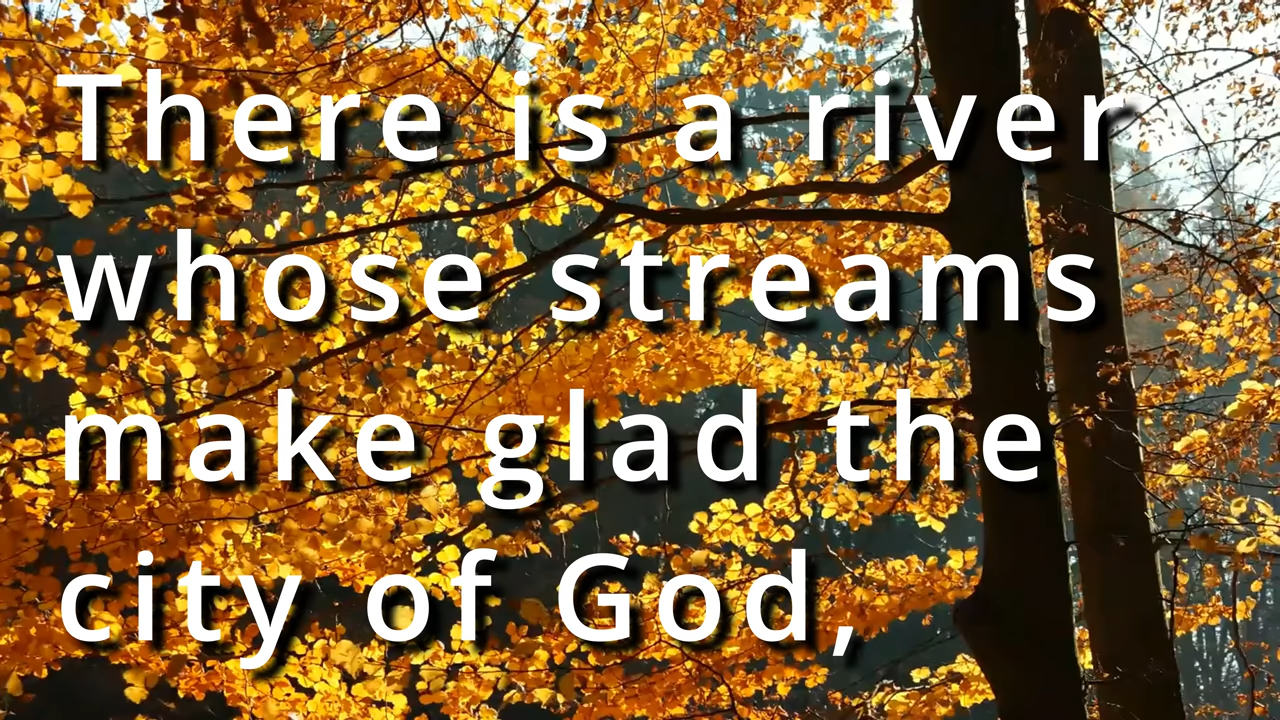 There is a river
whose streams
make glad the
city of God,